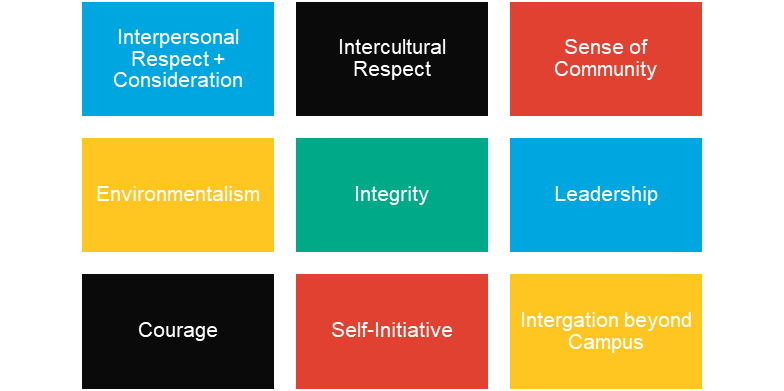 Interpersonal
Respect +
Consideration
Intercultural
Respect
Sense of
Community
Environmentalism
Integrity
Leadership
Courage
Self-Initiative
Intergation beyond
Campus